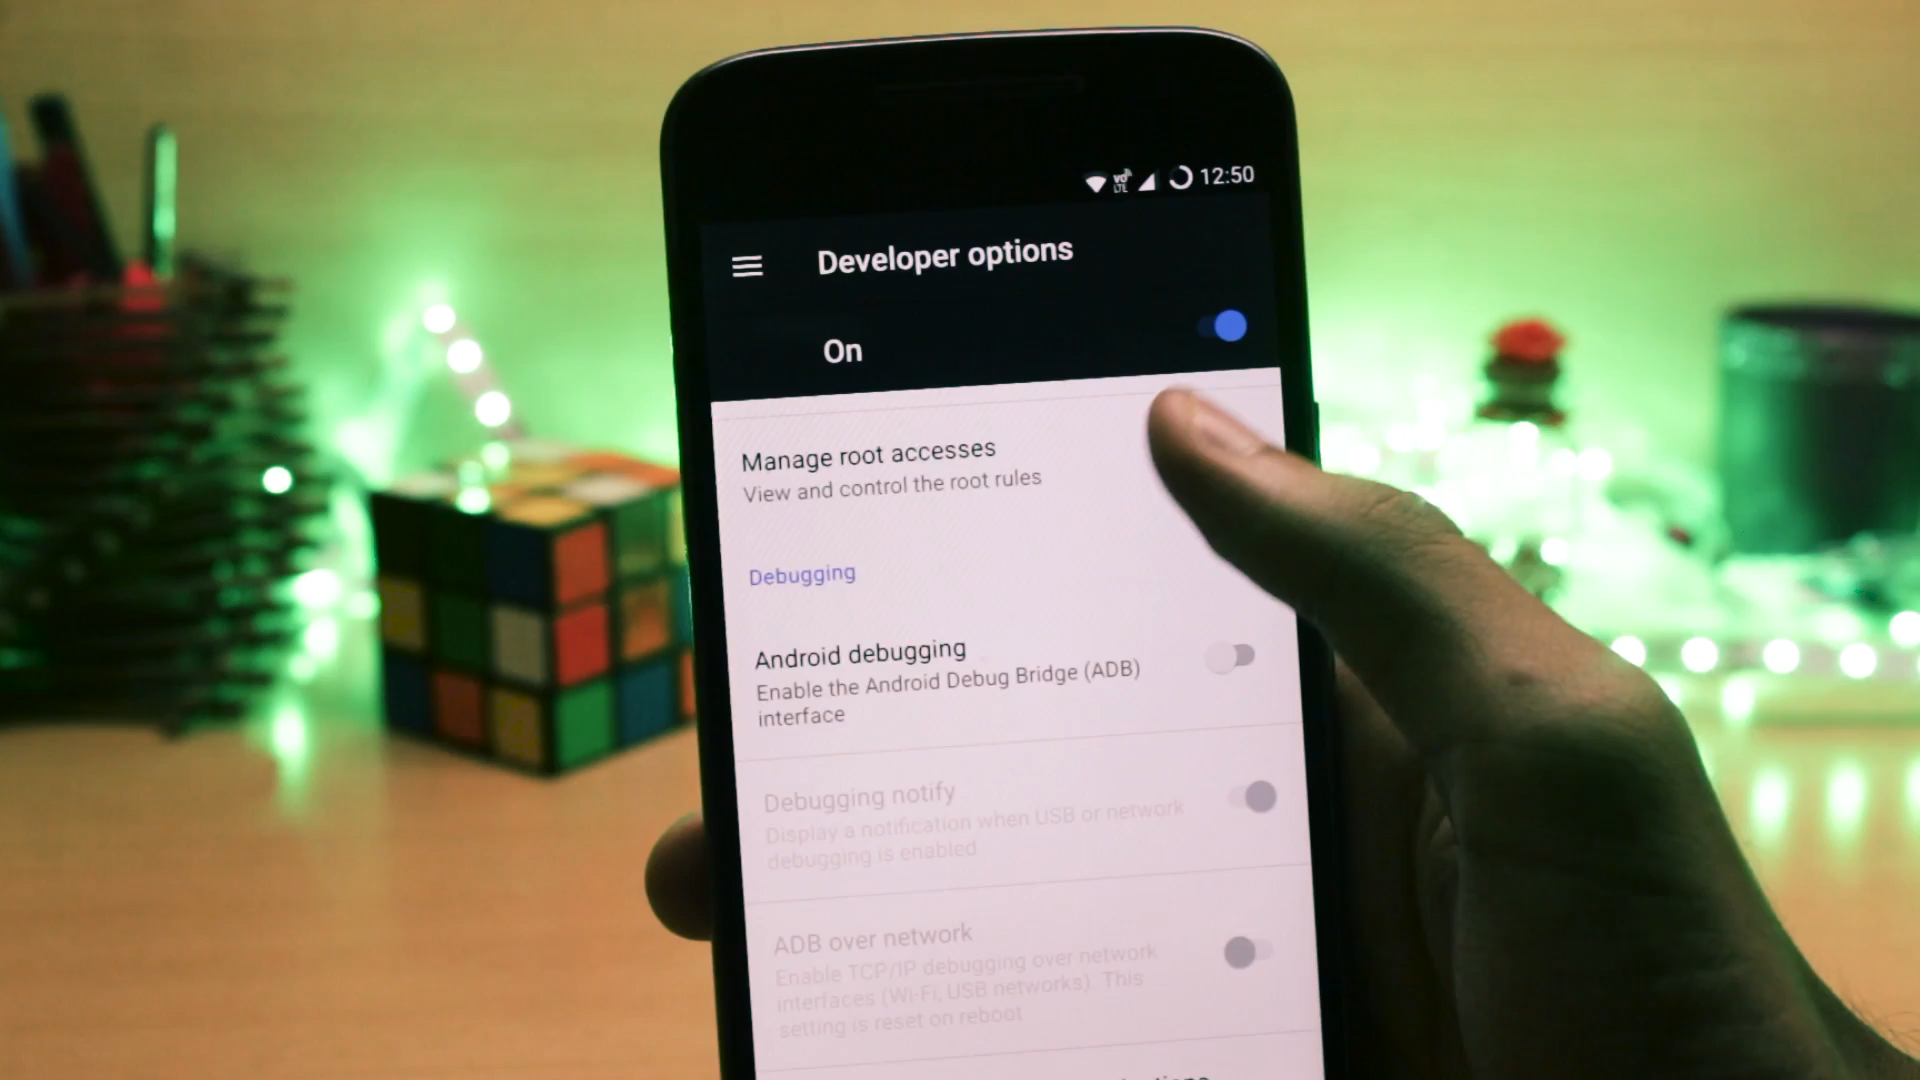 VoLTE 12:50
Developer options
On
Manage root accesses
View and control the root rules
Debugging
Android debugging
Enable the Android Debug Bridge (ADB)
interface
Debugging notify
Display a notification when USB or network
debugging is enabled
ADB over network
Enable TCP/IP debugging over network
interfaces (Wi-Fi, USB networks). This
setting is reset on reboot